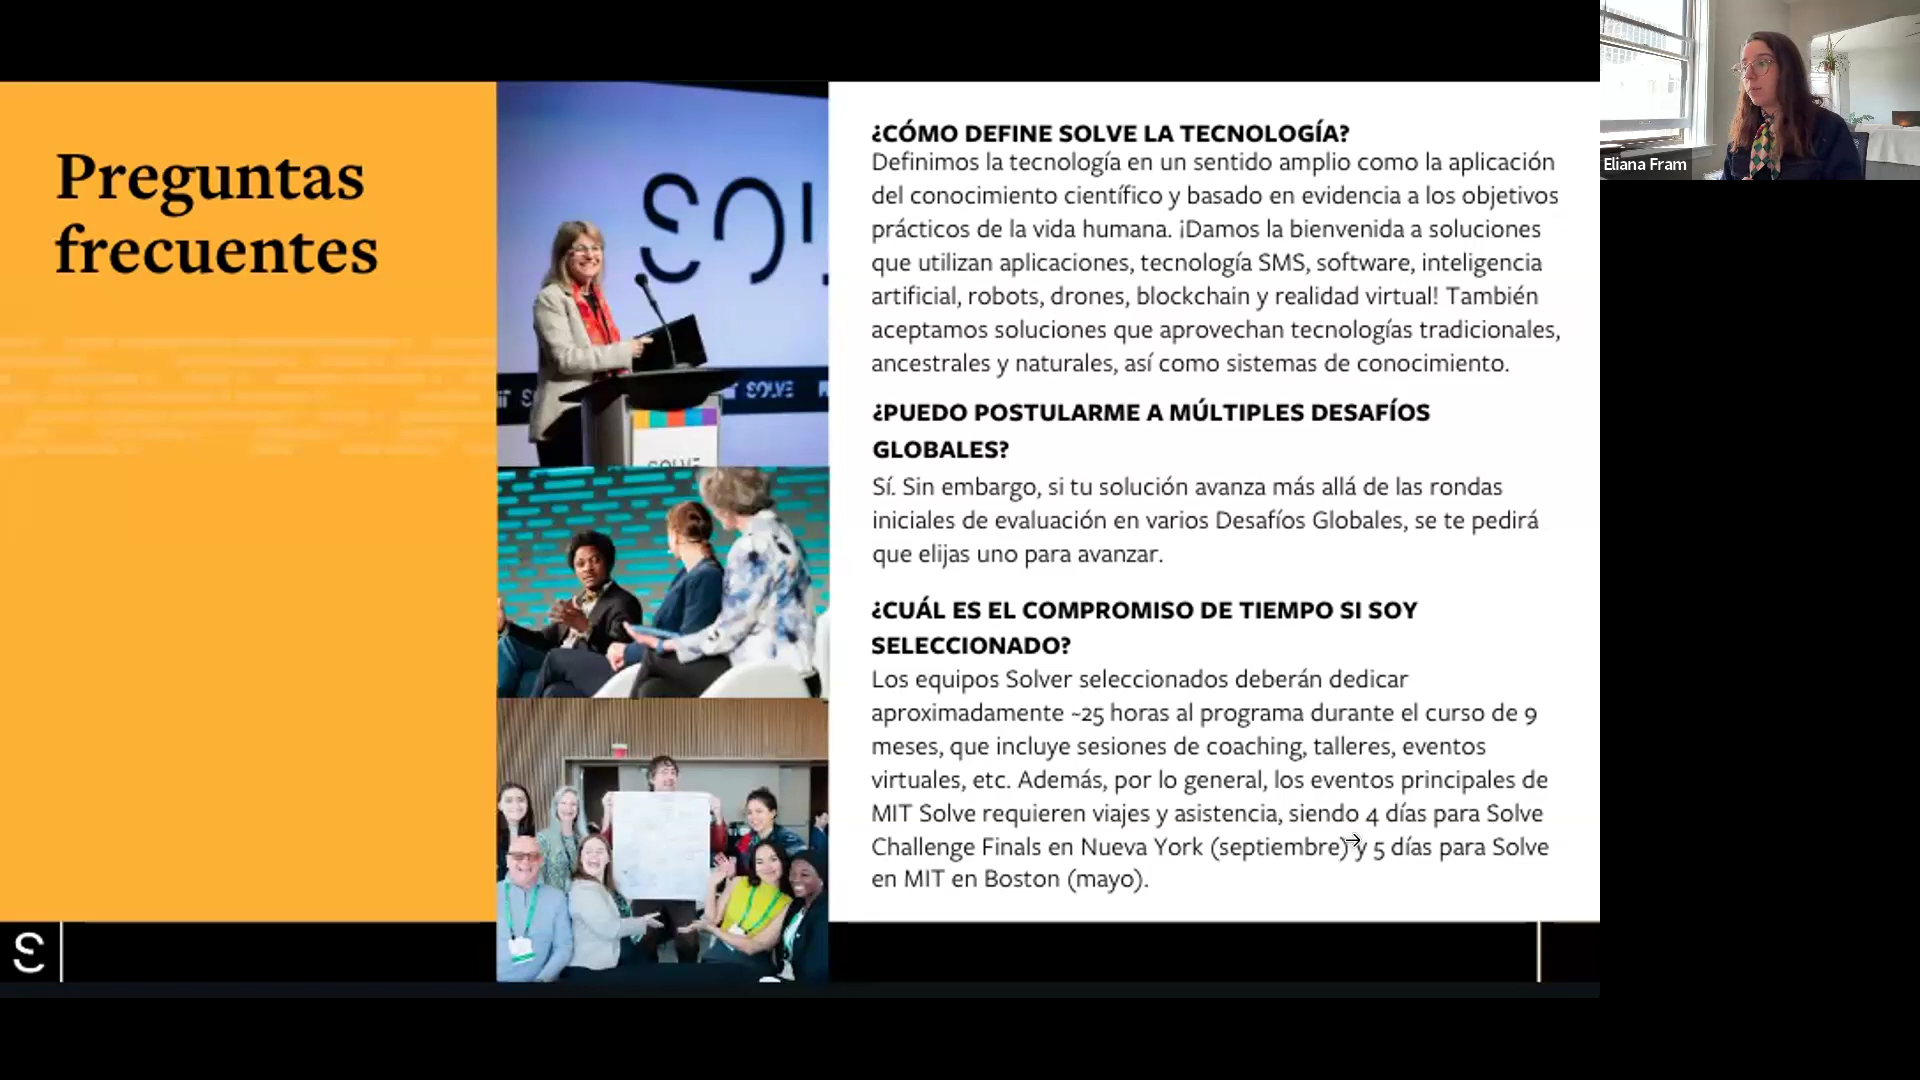 Preguntas
frecuentes
SOL
SOLVE
SOLVE
¿CÓMO DEFINE SOLVE LA TECNOLOGÍA?
Definimos la tecnología en un sentido amplio como la aplicación
del conocimiento científico y basado en evidencia a los objetivos
prácticos de la vida humana. ¡Damos la bienvenida a soluciones
que utilizan aplicaciones, tecnología SMS, software, inteligencia
artificial, robots, drones, blockchain y realidad virtual! También
aceptamos soluciones que aprovechan tecnologías tradicionales,
ancestrales y naturales, así como sistemas de conocimiento.
¿PUEDO POSTULARME A MÚLTIPLES DESAFÍOS
GLOBALES?
Sí. Sin embargo, si tu solución avanza más allá de las rondas
iniciales de evaluación en varios Desafíos Globales, se te pedirá
que elijas uno para avanzar.
¿CUÁL ES EL COMPROMISO DE TIEMPO SI SOY
SELECCIONADO?
Los equipos Solver seleccionados deberán dedicar
aproximadamente ~25 horas al programa durante el curso de 9
meses, que incluye sesiones de coaching, talleres, eventos
virtuales, etc. Además, por lo general, los eventos principales de
MIT Solve requieren viajes y asistencia, siendo 4 días para Solve
Challenge Finals en Nueva York (septiembre) y 5 días para Solve
en MIT en Boston (mayo).
Eliana Fram